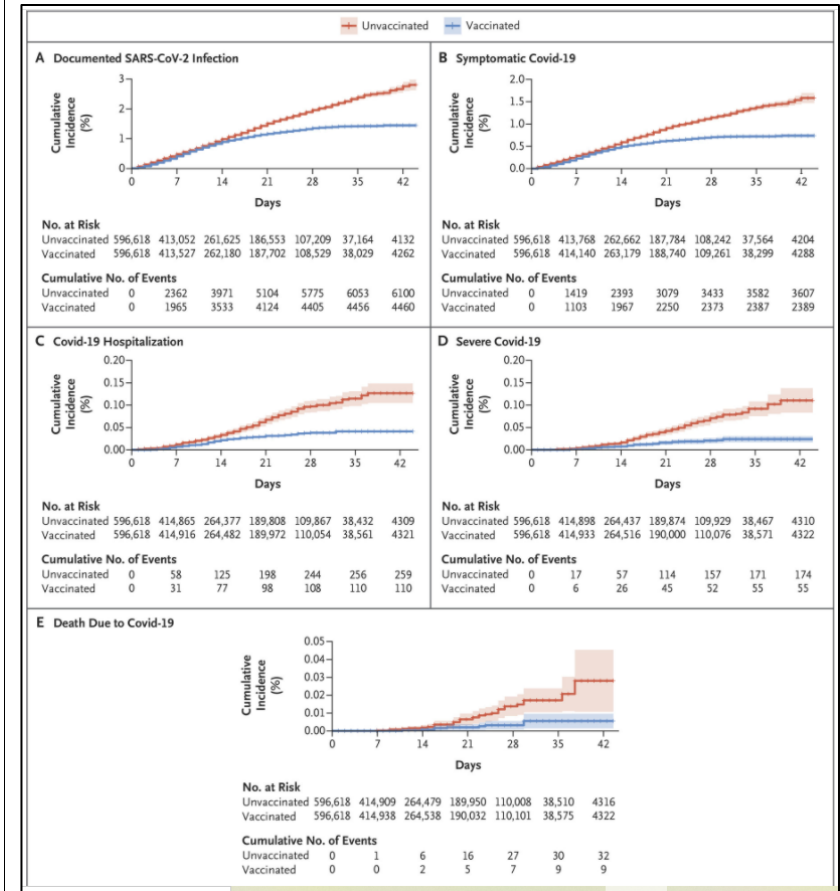 Unvaccinated Vaccinated
A Documented SARS-CoV-2 Infection
Cumulative
Incidence
(%)
3
2
1
0
0 7 14 21 28 35 42
Days
No. at Risk
Unvaccinated 596,618 413,052 261,625 186,553 107,209 37,164 4132
Vaccinated 596,618 413,527 262,180 187,702 108,529 38,029 4262
Cumulative No. of Events
Unvaccinated 0 2362 3971 5104 5775 6053 6100
Vaccinated 0 1965 3533 4124 4405 4456 4460
B Symptomatic Covid-19
Cumulative
Incidence
(%)
2.0
1.5
1.0
0.5
0.0
0 7 14 21 28 35 42
Days
No. at Risk
Unvaccinated 596,618 413,768 262,662 187,784 108,242 37,564 4204
Vaccinated 596,618 414,140 263,179 188,740 109,261 38,299 4288
Cumulative No. of Events
Unvaccinated 0 1419 2393 3079 3433 3582 3607
Vaccinated 0 1103 1967 2250 2373 2387 2389
C Covid-19 Hospitalization
Cumulative
Incidence
(%)
0.20
0.15
0.10
0.05
0.00
0 7 14 21 28 35 42
Days
No. at Risk
Unvaccinated 596,618 414,865 264,377 189,808 109,867 38,432 4309
Vaccinated 596,618 414,916 264,482 189,972 110,054 38,561 4321
Cumulative No. of Events
Unvaccinated 0 58 125 198 244 256 259
Vaccinated 0 31 77 98 108 110 110
D Severe Covid-19
Cumulative
Incidence
(%)
0.20
0.15
0.10
0.05
0.00
0 7 14 21 28 35 42
Days
No. at Risk
Unvaccinated 596,618 414,898 264,437 189,874 109,929 38,467 4310
Vaccinated 596,618 414,933 264,516 190,000 110,076 38,571 4322
Cumulative No. of Events
Unvaccinated 0 17 57 114 157 171 174
Vaccinated 0 6 26 45 52 55 55
E Death Due to Covid-19
Cumulative
Incidence
(%)
0.05
0.04
0.03
0.02
0.01
0.00
0 7 14 21 28 35 42
Days
No. at Risk
Unvaccinated 596,618 414,909 264,479 189,950 110,008 38,510 4316
Vaccinated 596,618 414,938 264,538 190,032 110,101 38,575 4322
Cumulative No. of Events
Unvaccinated 0 1 6 16 27 30 32
Vaccinated 0 0 2 5 7 9 9